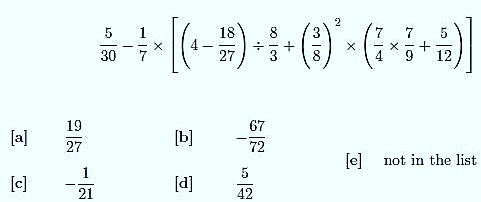 5/30 − 1/7 × [(4 − 18/27) ÷ 8/3 + (3/8)² × (7/4 × 7/9 + 5/12)]
[a] 19/27 [b] −67/72
[e] not in the list
[c] −1/21 [d] 5/42